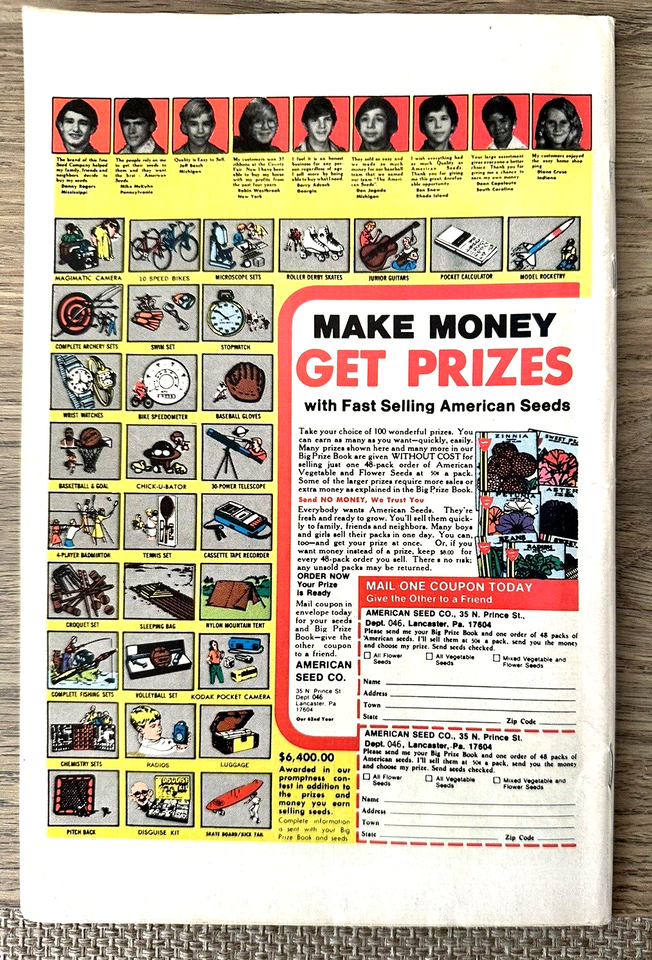 The brand of this fine
Seed Company helped
my family, friends and
neighbors decide to
buy my seeds.
Danny Rogers
Mississippi
The people rely on me
to get their seeds to
them and they want
the best - American
Seeds
Mike McKuhn
Pennsylvania
Quality is Easy to Sell.
Jeff Besch
Michigan
My customers won 37
ribbons at the County
Fair. Now I have been
able to buy my horse
with my profits from
the past four years
Robin Westbrook
New York
I feel it is an honest
business for any per-
son regardless of age
I sell more by being
able to buy what I need
Barry Adcock
Georgia
They sold so easy and
we made so much
money for our baseball
team that we named
our team "The Ameri-
can Seeds"
Dan Jagoda
Michigan
I wish everything had
as much Quality as
American Seeds.
Thank you for giving
me this great, foresee-
able opportunity
Dan Snow
Rhode Island
Your large assortment
gives everyone a better
choice. Thank you for
giving me a chance to
earn my own money
Dean Capalouto
South Carolina
My customers enjoyed
the easy home shop
ping
Diana Cruse
Indiana
MAGIMATIC CAMERA
10 SPEED BIKES
MICROSCOPE SETS
ROLLER DERBY SKATES
JUNIOR GUITARS
POCKET CALCULATOR
MODEL ROCKETRY
COMPLETE ARCHERY SETS
SWIM SET
STOPWATCH
WRIST WATCHES
BIKE SPEEDOMETER
BASEBALL GLOVES
BASKETBALL & GOAL
CHICK-U-BATOR
30-POWER TELESCOPE
4-PLAYER BADMINTON
TENNIS SET
CASSETTE TAPE RECORDER
CROQUET SET
SLEEPING BAG
NYLON MOUNTAIN TENT
COMPLETE FISHING SETS
VOLLEYBALL SET
KODAK POCKET CAMERA
CHEMISTRY SETS
RADIOS
LUGGAGE
PITCH BACK
DISGUISE KIT
SKATE BOARD/KICK TAIL
MAKE MONEY
GET PRIZES
with Fast Selling American Seeds
Take your choice of 100 wonderful prizes. You
can earn as many as you want—quickly, easily.
Many prizes shown here and many more in our
Big Prize Book are given WITHOUT COST for
selling just one 48-pack order of American
Vegetable and Flower Seeds at 50¢ a pack.
Some of the larger prizes require more sales or
extra money as explained in the Big Prize Book.
Send NO MONEY, We Trust You
Everybody wants American Seeds. They're
fresh and ready to grow. You'll sell them quick-
ly to family, friends and neighbors. Many boys
and girls sell their packs in one day. You can,
too—and get your prize at once. Or, if you
want money instead of a prize, keep $8.00 for
every 48-pack order you sell. There s no risk;
any unsold packs may be returned.
ZINNIA
SWEET PEA
ASTER
BEANS
RADISH
ORDER NOW
Your Prize
is Ready
Mail coupon in
envelope today
for your seeds
and Big Prize
Book—give the
other coupon
to a friend.
AMERICAN
SEED CO.
35 N Prince St
Dept 046
Lancaster, Pa
17604
Our 62nd Year
$6,400.00
Awarded in our
promptness con-
test in addition to
the prizes and
money you earn
selling seeds.
Complete information
is sent with your Big
Prize Book and seeds
MAIL ONE COUPON TODAY
Give the Other to a Friend
AMERICAN SEED CO., 35 N. Prince St.,
Dept. 046, Lancaster, Pa. 17604
Please send me your Big Prize Book and one order of 48 packs of
American seeds. I'll sell them at 50¢ a pack, send you the money
and choose my prize. Send seeds checked.
All Flower Seeds
All Vegetable Seeds
Mixed Vegetable and Flower Seeds
Name
Address
Town
State Zip Code
AMERICAN SEED CO., 35 N. Prince St.
Dept. 046, Lancaster, Pa. 17604
Please send me your Big Prize Book and one order of 48 packs of
American seeds. I'll sell them at 50¢ a pack, send you the money
and choose my prize. Send seeds checked.
All Flower Seeds
All Vegetable Seeds
Mixed Vegetable and Flower Seeds
Name
Address
Town
State Zip Code